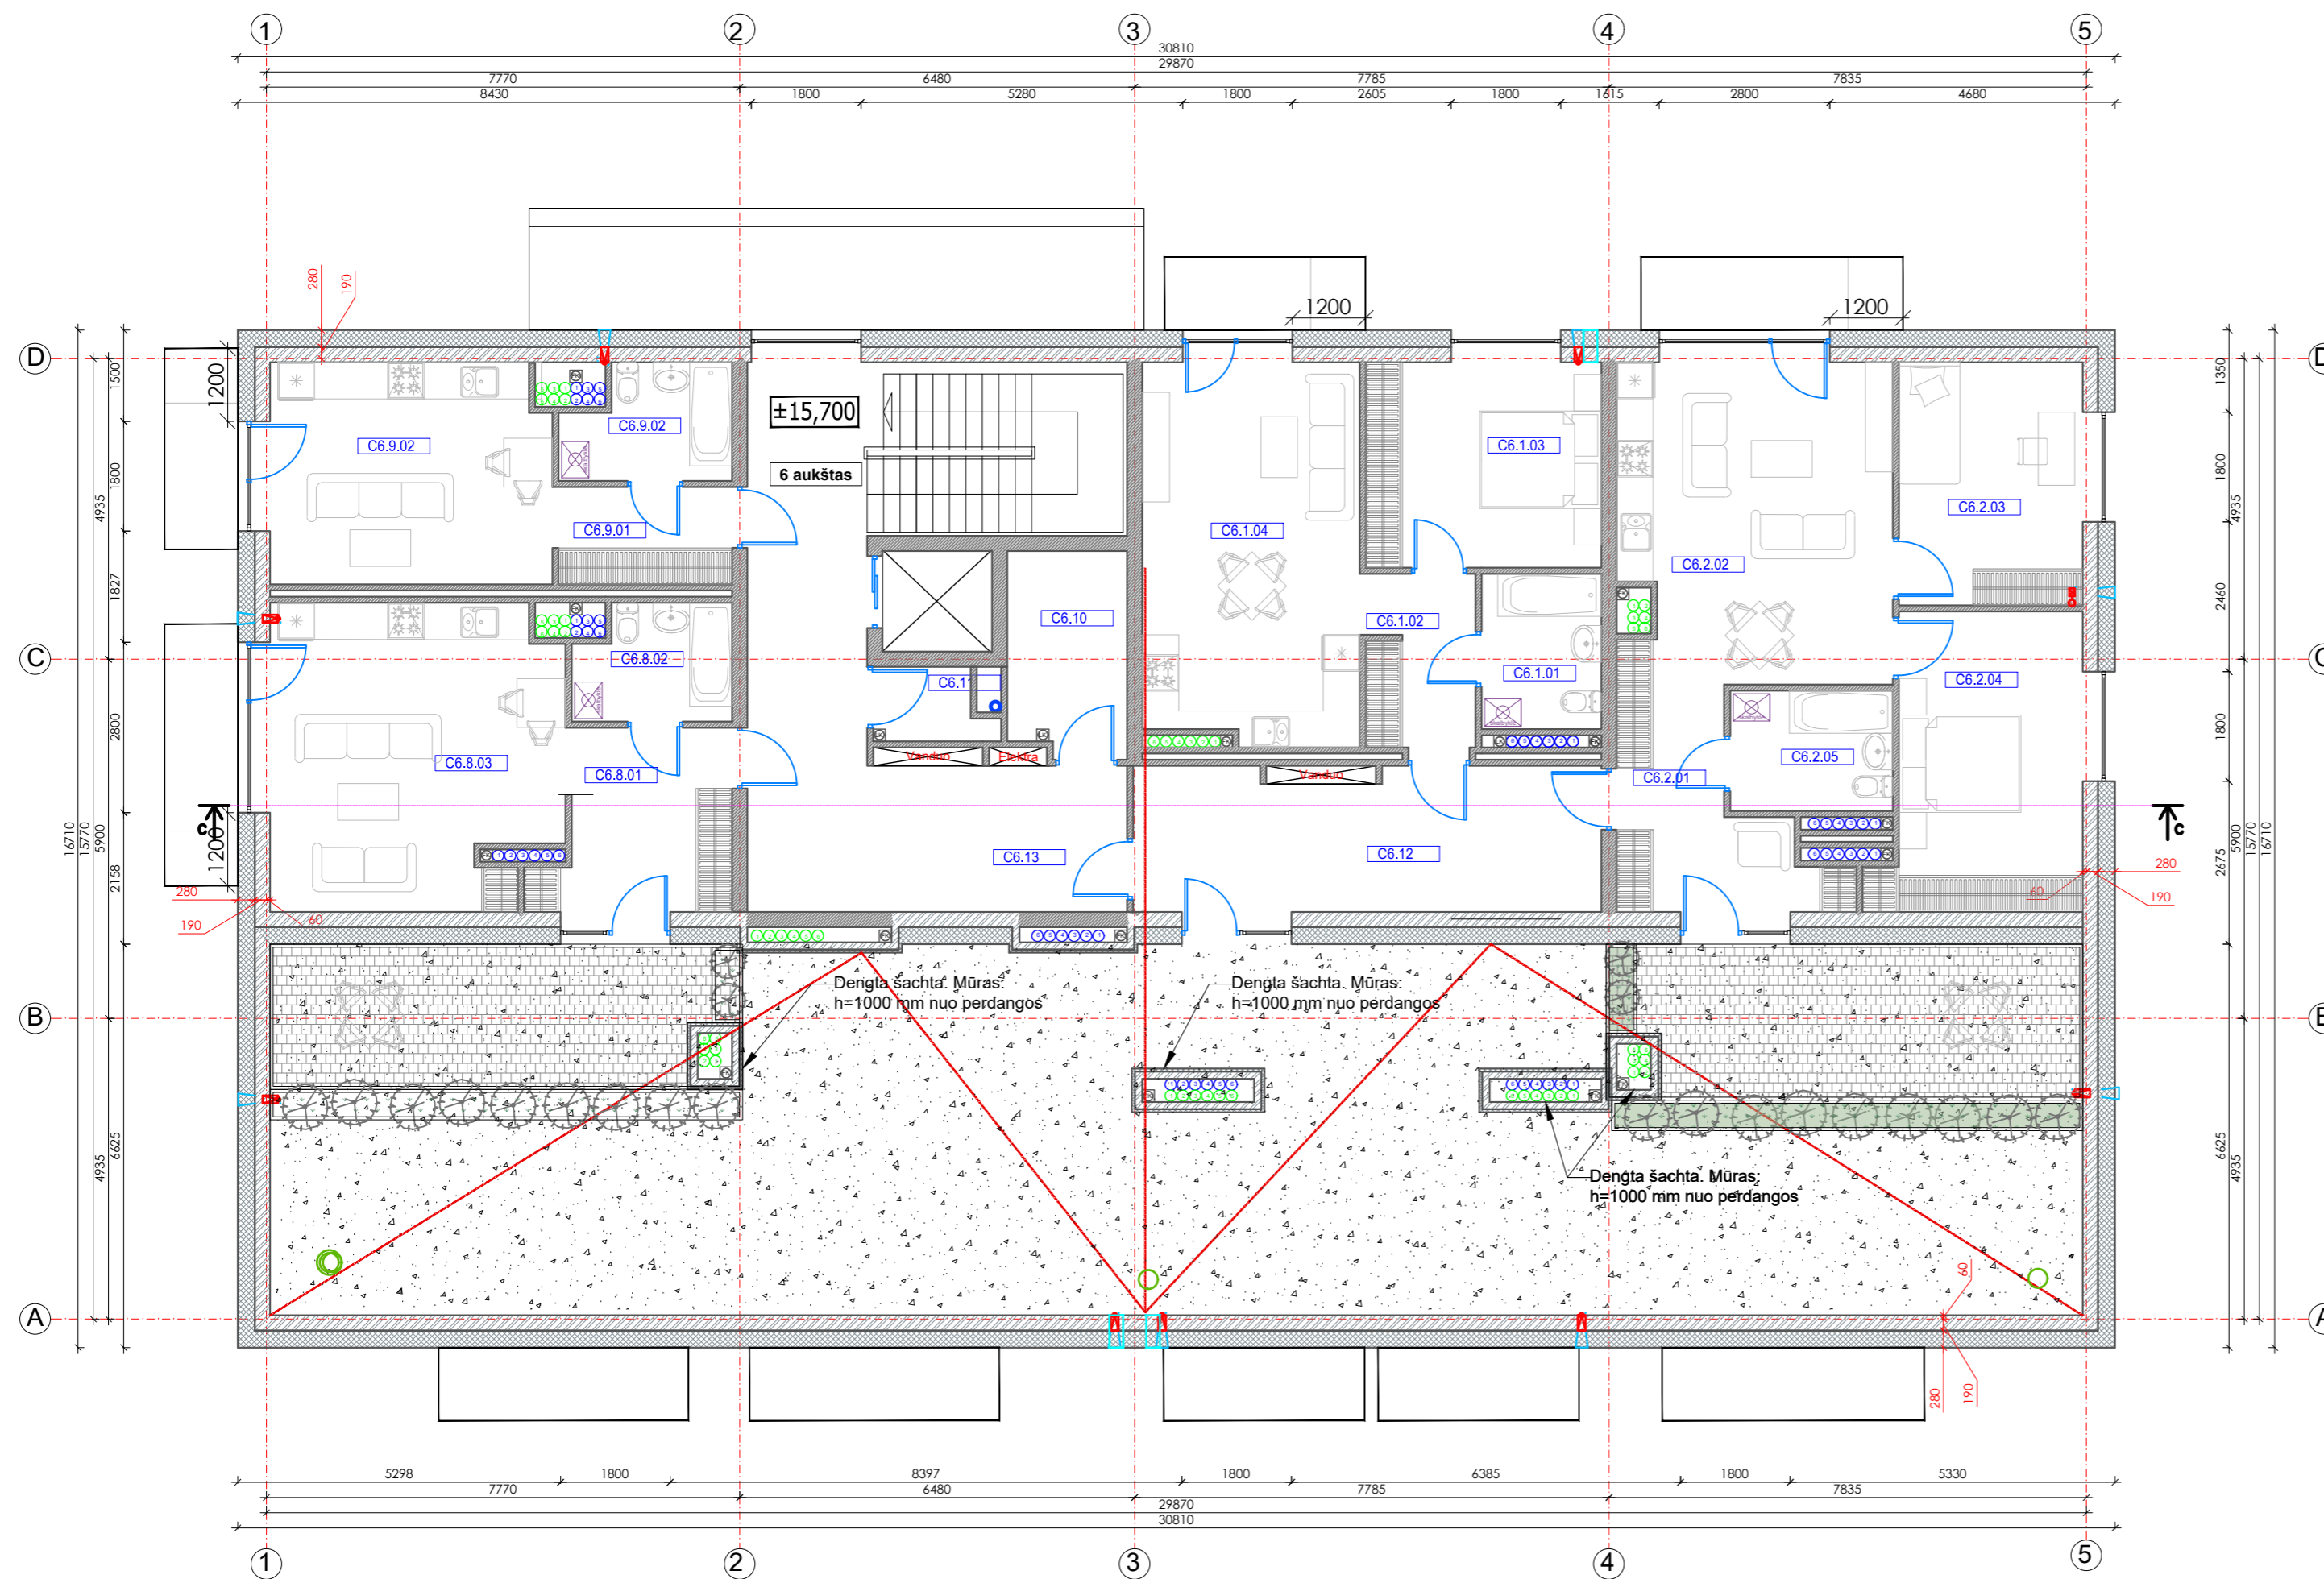 1 2 3 4 5
30810
29870
7770 6480 7785 7835
8430 1800 5280 1800 2605 1800 1615 2800 4680
280 190
1200 1200
D D
1500 1200 1350
±15,700
C6.9.02 C6.9.02 C6.1.03
6 aukštas
1800 4935 1800 4935
C6.9.01 C6.1.04 C6.2.03
C6.2.02
1827 2460
C6.10 C6.1.02
C C
C6.8.02 C6.11 C6.1.01 C6.2.04
2800 1800
C6.8.03 C6.8.01 Vanduo Elektra Vanduo C6.2.01 C6.2.05
c c
16710 15770 5900 1200 5900 15770 16710
C6.13 C6.12
2158 2675
280 190 60 60 280 190
Dengta šachta. Mūras:
h=1000 mm nuo perdangos
Dengta šachta. Mūras:
h=1000 mm nuo perdangos
B B
4935 6625 6625 4935
Dengta šachta. Mūras:
h=1000 mm nuo perdangos
60
A A
280 190
5298 1800 8397 1800 6385 1800 5330
7770 6480 7785 7835
29870
30810
1 2 3 4 5